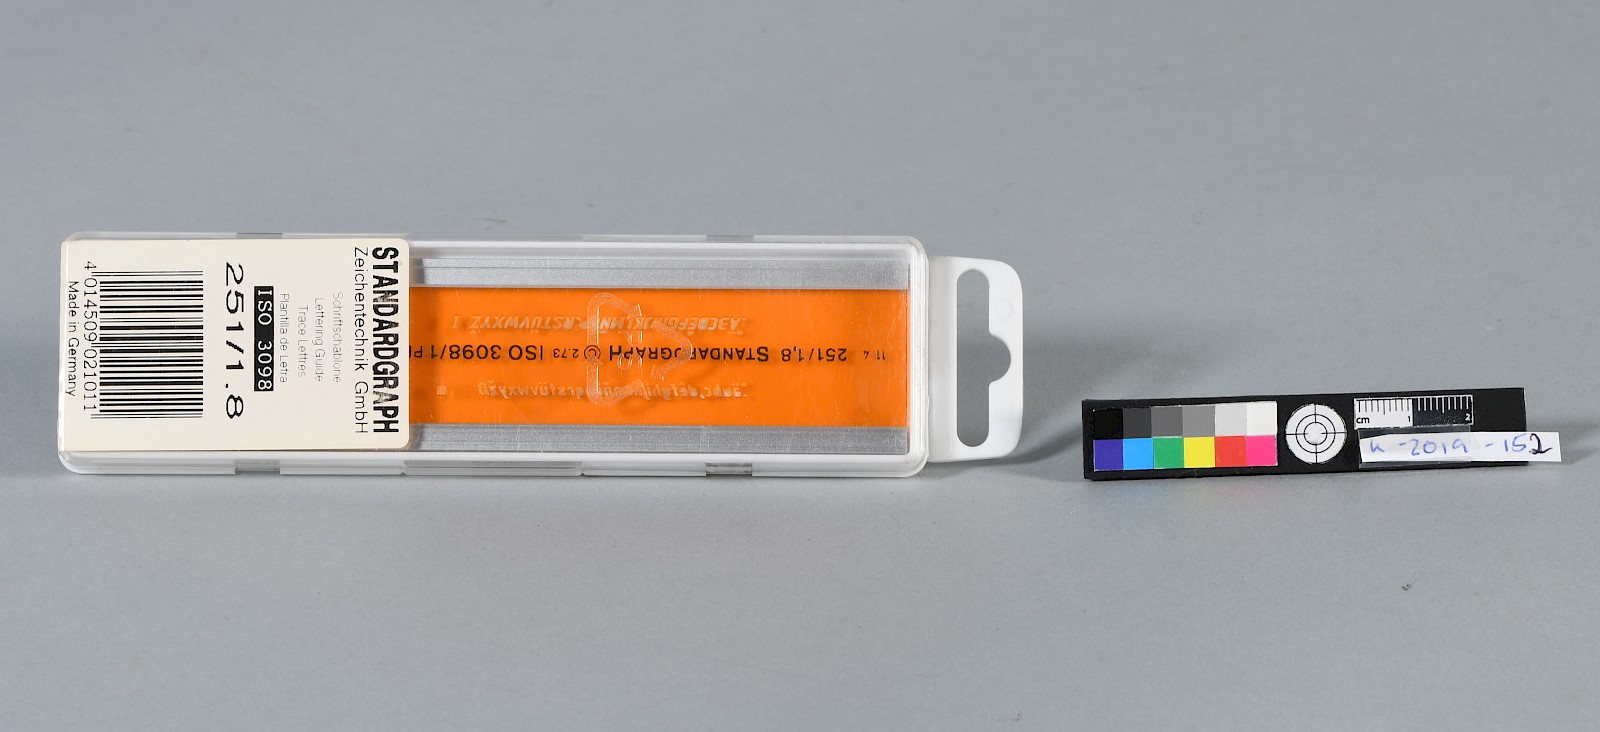 STANDARDGRAPH
Zeichentechnik GmbH
Schriftschablone
Lettering Guide
Trace Lettres
Plantilla de Letra
ISO 3098
251/1.8
4 014509 021011
Made in Germany
11 4 251/1,8 STANDARDGRAPH © 2.73 ISO 3098/1
cm 1 2
K-2019-152